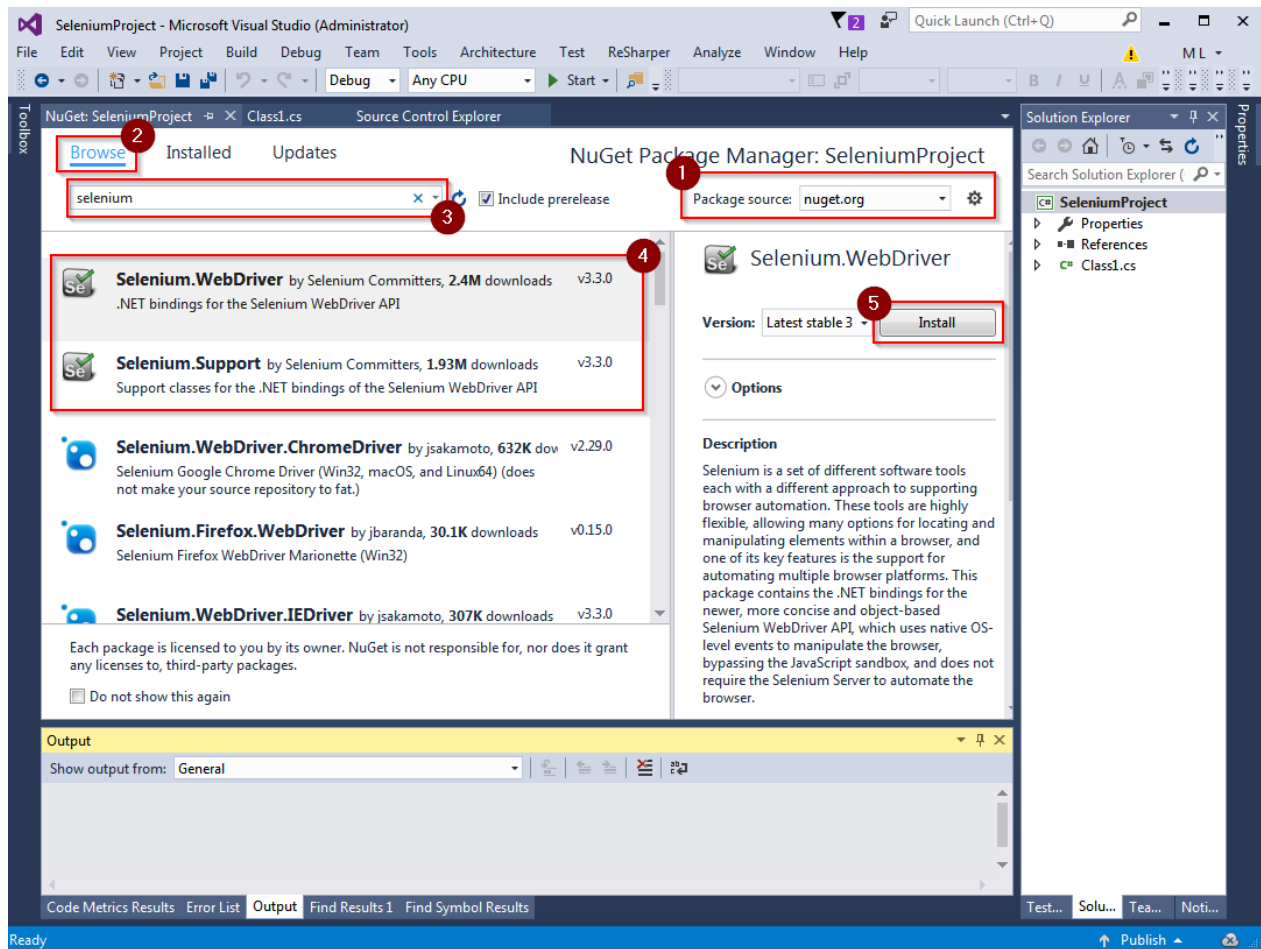 SeleniumProject - Microsoft Visual Studio (Administrator)
2
Quick Launch (Ctrl+Q)
File Edit View Project Build Debug Team Tools Architecture Test ReSharper Analyze Window Help
ML
Debug
Any CPU
Start
B I U A
Toolbox
NuGet: SeleniumProject
Class1.cs
Source Control Explorer
2
Browse Installed Updates
NuGet Package Manager: SeleniumProject
1
selenium
3
Include prerelease
Package source: nuget.org
4
Se
Selenium.WebDriver by Selenium Committers, 2.4M downloads v3.3.0
.NET bindings for the Selenium WebDriver API
Se
Selenium.Support by Selenium Committers, 1.93M downloads v3.3.0
Support classes for the .NET bindings of the Selenium WebDriver API
Selenium.WebDriver.ChromeDriver by jsakamoto, 632K dow v2.29.0
Selenium Google Chrome Driver (Win32, macOS, and Linux64) (does
not make your source repository to fat.)
Selenium.Firefox.WebDriver by jbaranda, 30.1K downloads v0.15.0
Selenium Firefox WebDriver Marionette (Win32)
Selenium.WebDriver.IEDriver by jsakamoto, 307K downloads v3.3.0
Each package is licensed to you by its owner. NuGet is not responsible for, nor does it grant
any licenses to, third-party packages.
Do not show this again
Se
Selenium.WebDriver
5
Version: Latest stable 3
Install
Options
Description
Selenium is a set of different software tools
each with a different approach to supporting
browser automation. These tools are highly
flexible, allowing many options for locating and
manipulating elements within a browser, and
one of its key features is the support for
automating multiple browser platforms. This
package contains the .NET bindings for the
newer, more concise and object-based
Selenium WebDriver API, which uses native OS-
level events to manipulate the browser,
bypassing the JavaScript sandbox, and does not
require the Selenium Server to automate the
browser.
Solution Explorer
Search Solution Explorer (
C# SeleniumProject
Properties
References
C# Class1.cs
Properties
Output
Show output from: General
Code Metrics Results Error List Output Find Results 1 Find Symbol Results
Test... Solu... Tea... Noti...
Ready
Publish